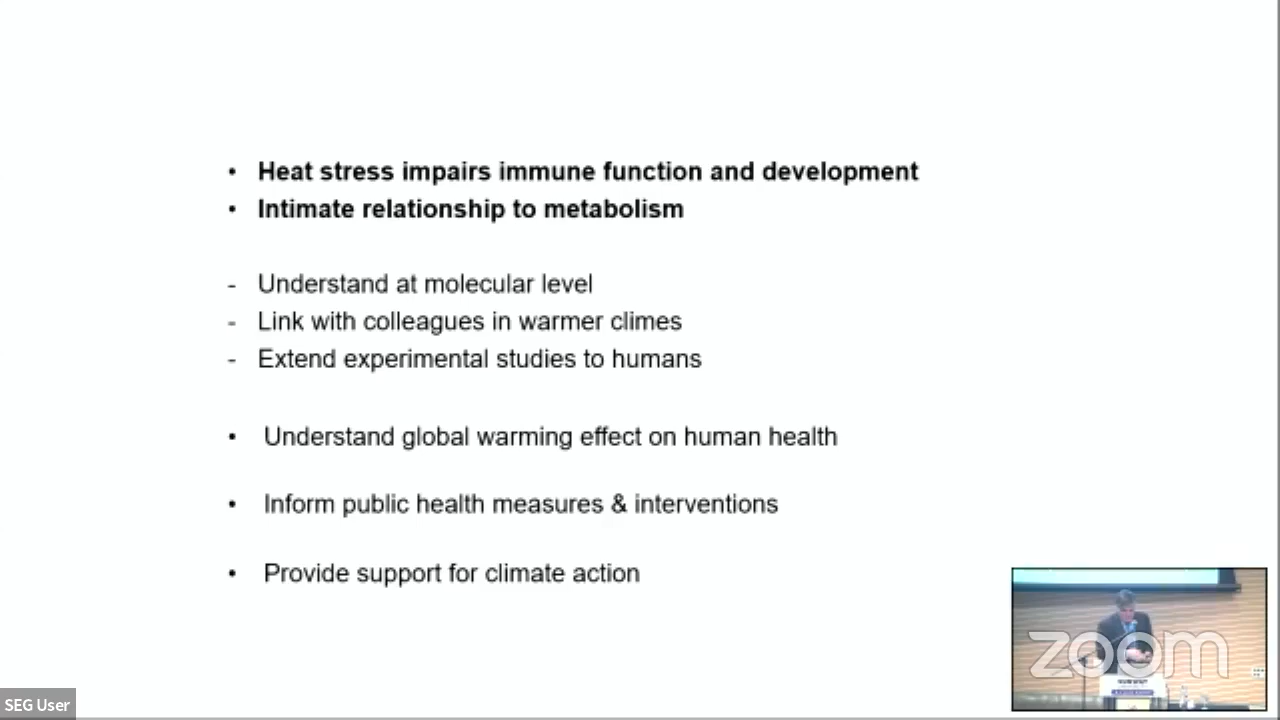 • Heat stress impairs immune function and development
• Intimate relationship to metabolism
- Understand at molecular level
- Link with colleagues in warmer climes
- Extend experimental studies to humans
• Understand global warming effect on human health
• Inform public health measures & interventions
• Provide support for climate action
zoom
SEG User